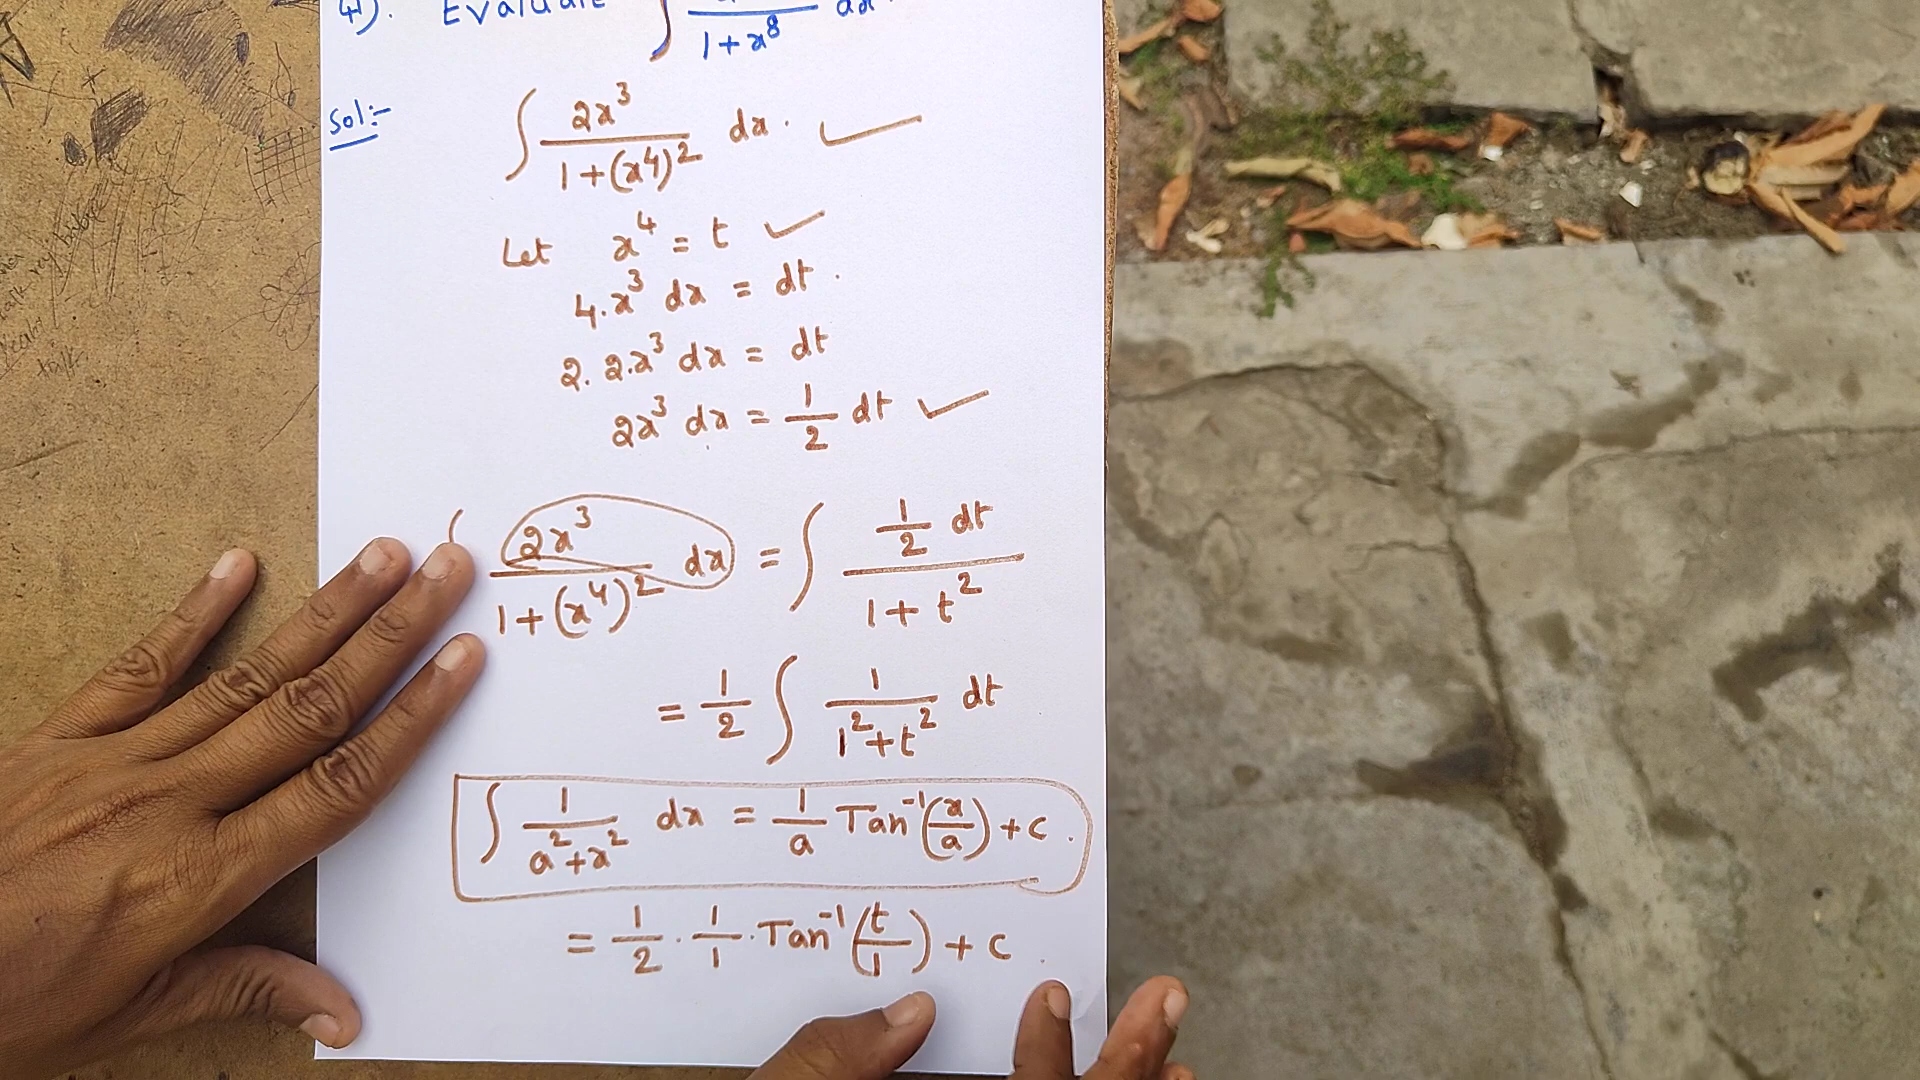 4). Evaluate ∫ ――― dx.
1+x⁸
Sol:-
∫ 2x³ / 1+(x⁴)² dx. ✓
Let x⁴ = t ✓
4.x³ dx = dt.
2. 2.x³ dx = dt
2x³ dx = 1/2 dt ✓
∫ 2x³ / 1+(x⁴)² dx = ∫ 1/2 dt / 1+t²
= 1/2 ∫ 1 / 1²+t² dt
∫ 1 / a²+x² dx = 1/a Tan⁻¹(x/a) + c.
= 1/2 . 1/1 . Tan⁻¹(t/1) + c.